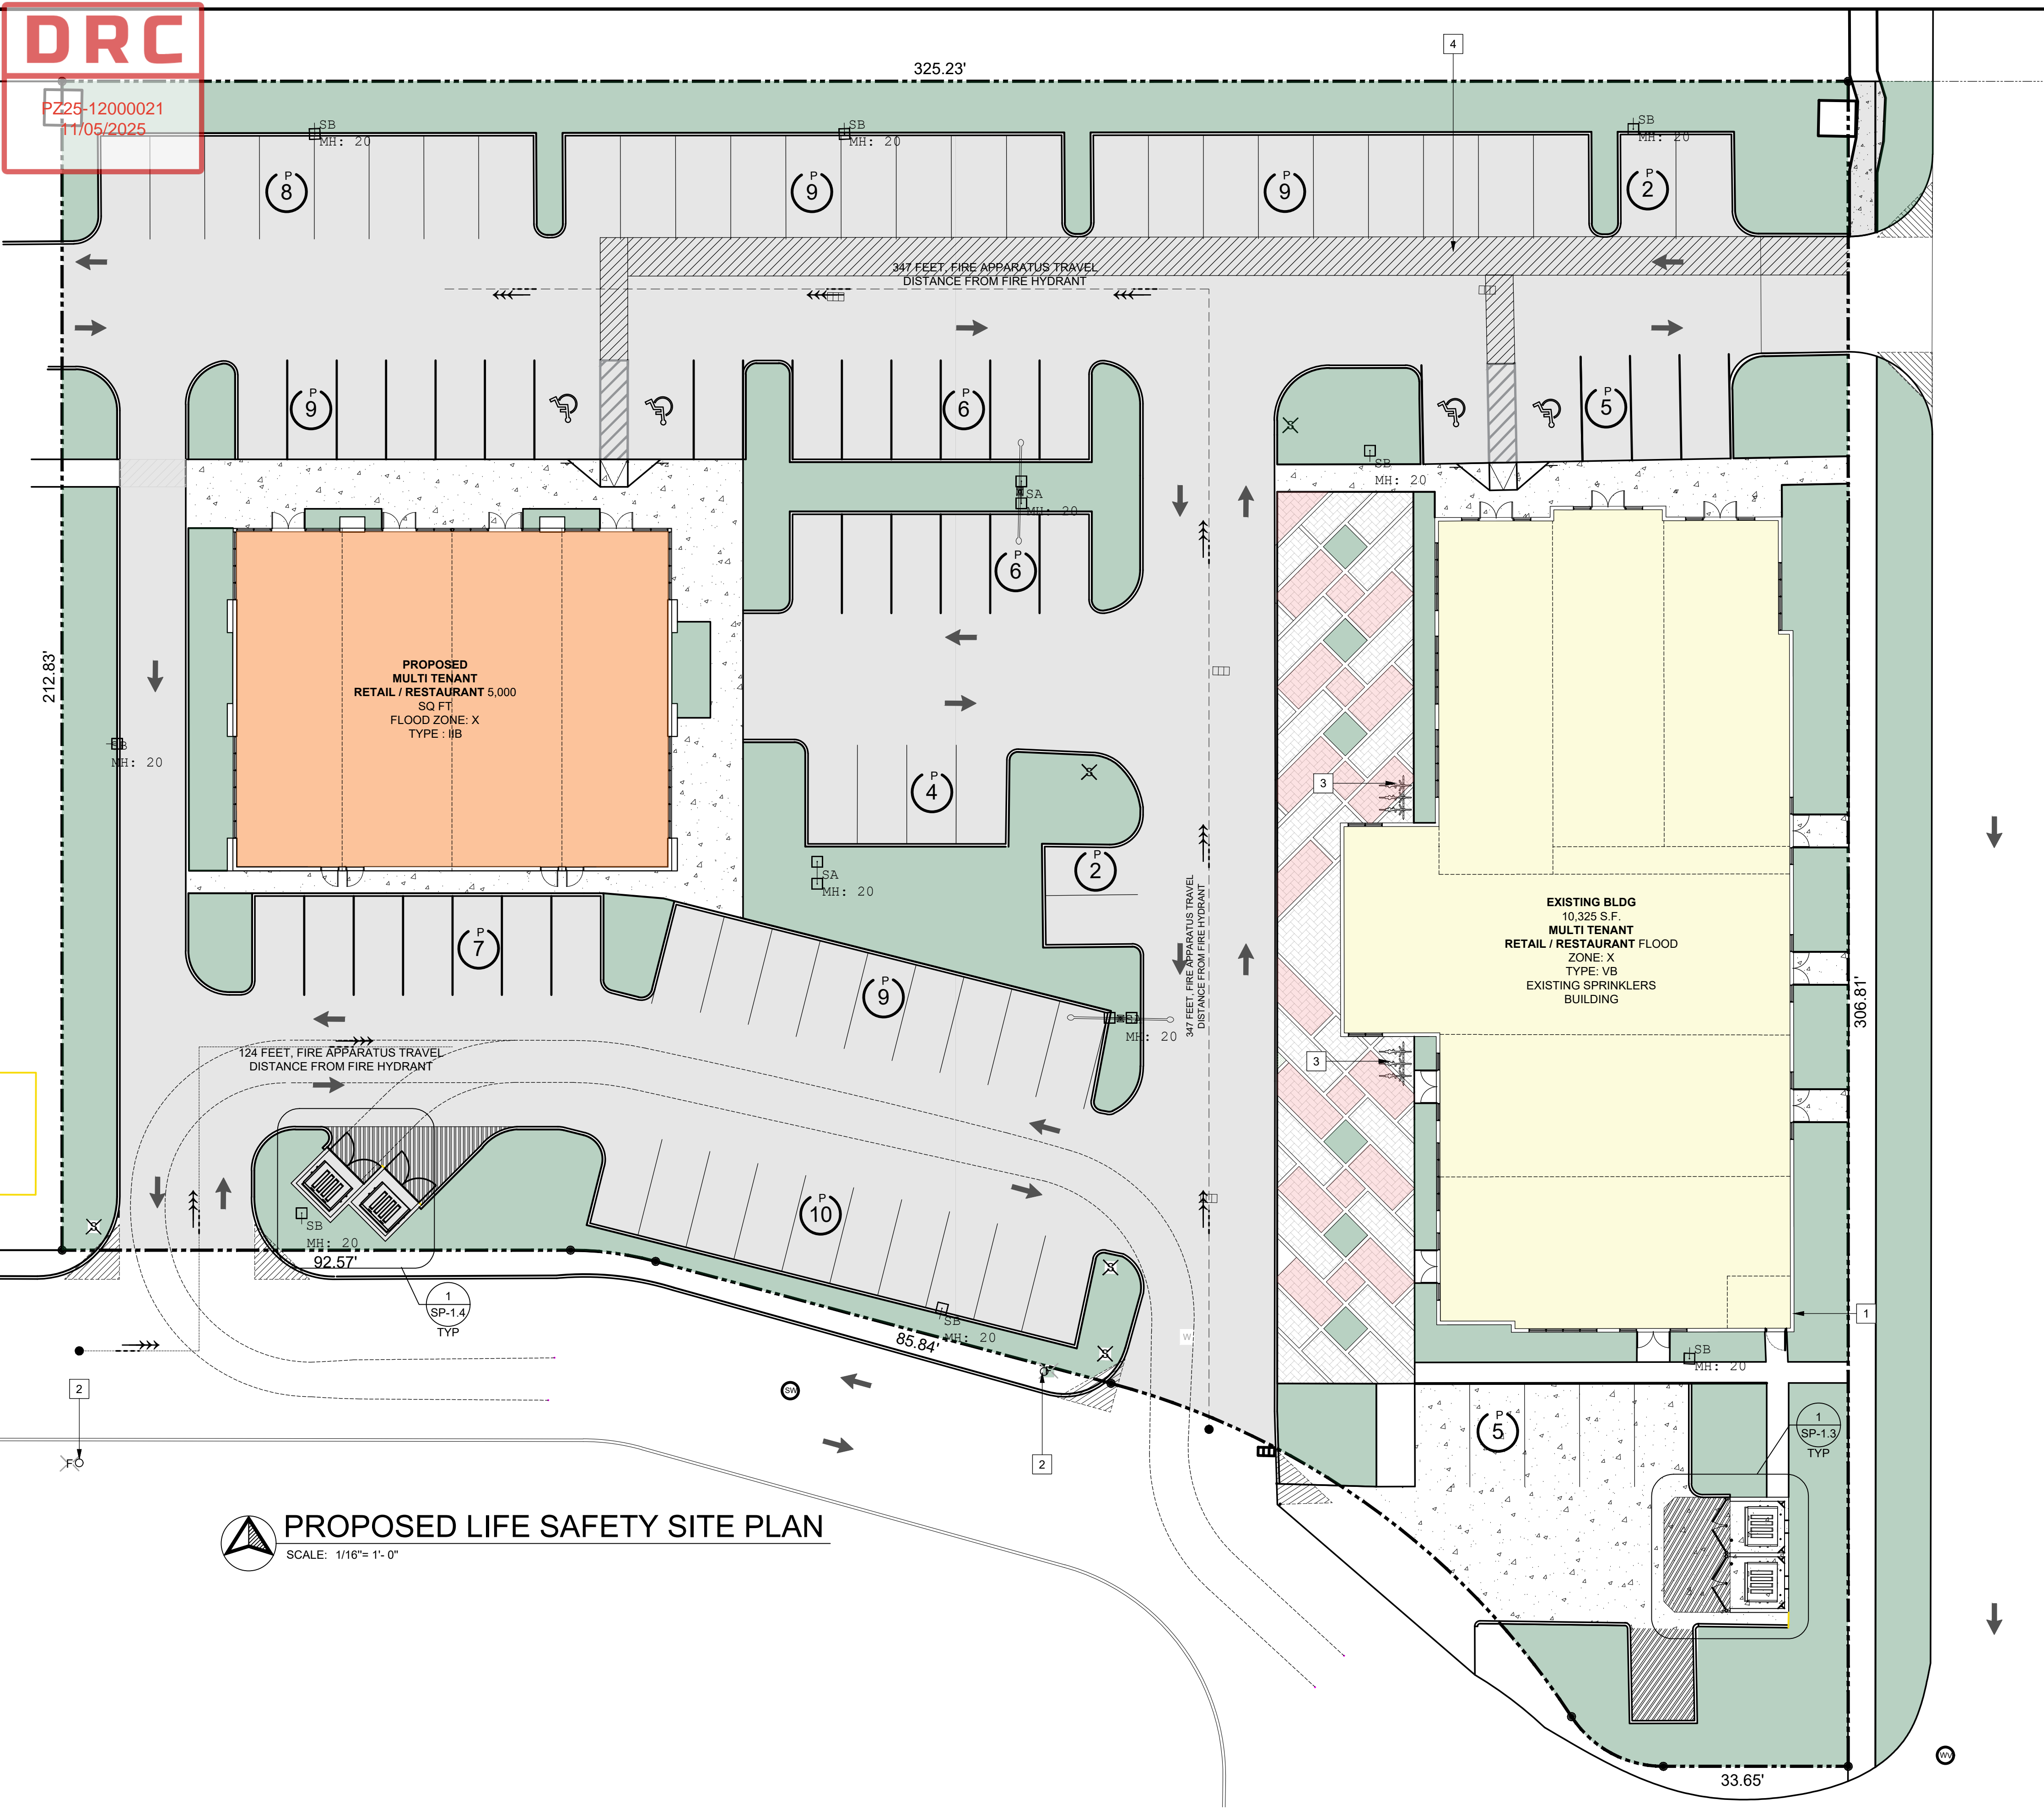 DRC
PZ25-12000021
11/05/2025
325.23'
4
SB
MH: 20
SB
MH: 20
SB
MH: 20
P
8
P
9
P
9
P
2
347 FEET, FIRE APPARATUS TRAVEL
DISTANCE FROM FIRE HYDRANT
P
9
P
6
P
5
S
SB
MH: 20
SA
MH: 20
P
6
212.83'
PROPOSED
MULTI TENANT
RETAIL / RESTAURANT 5,000
SQ FT
FLOOD ZONE: X
TYPE : IIB
SB
MH: 20
3
S
P
4
P
2
SA
MH: 20
347 FEET, FIRE APPARATUS TRAVEL
DISTANCE FROM FIRE HYDRANT
EXISTING BLDG
10,325 S.F.
MULTI TENANT
RETAIL / RESTAURANT FLOOD
ZONE: X
TYPE: VB
EXISTING SPRINKLERS
BUILDING
306.81'
P
7
P
9
SA
MH: 20
3
124 FEET, FIRE APPARATUS TRAVEL
DISTANCE FROM FIRE HYDRANT
P
10
S
SB
MH: 20
92.57'
1
SP-1.4
TYP
S
SB
MH: 20
85.84'
S
W
1
SB
MH: 20
2
SW
F
2
P
5
1
SP-1.3
TYP
PROPOSED LIFE SAFETY SITE PLAN
SCALE: 1/16"= 1'- 0"
WV
33.65'